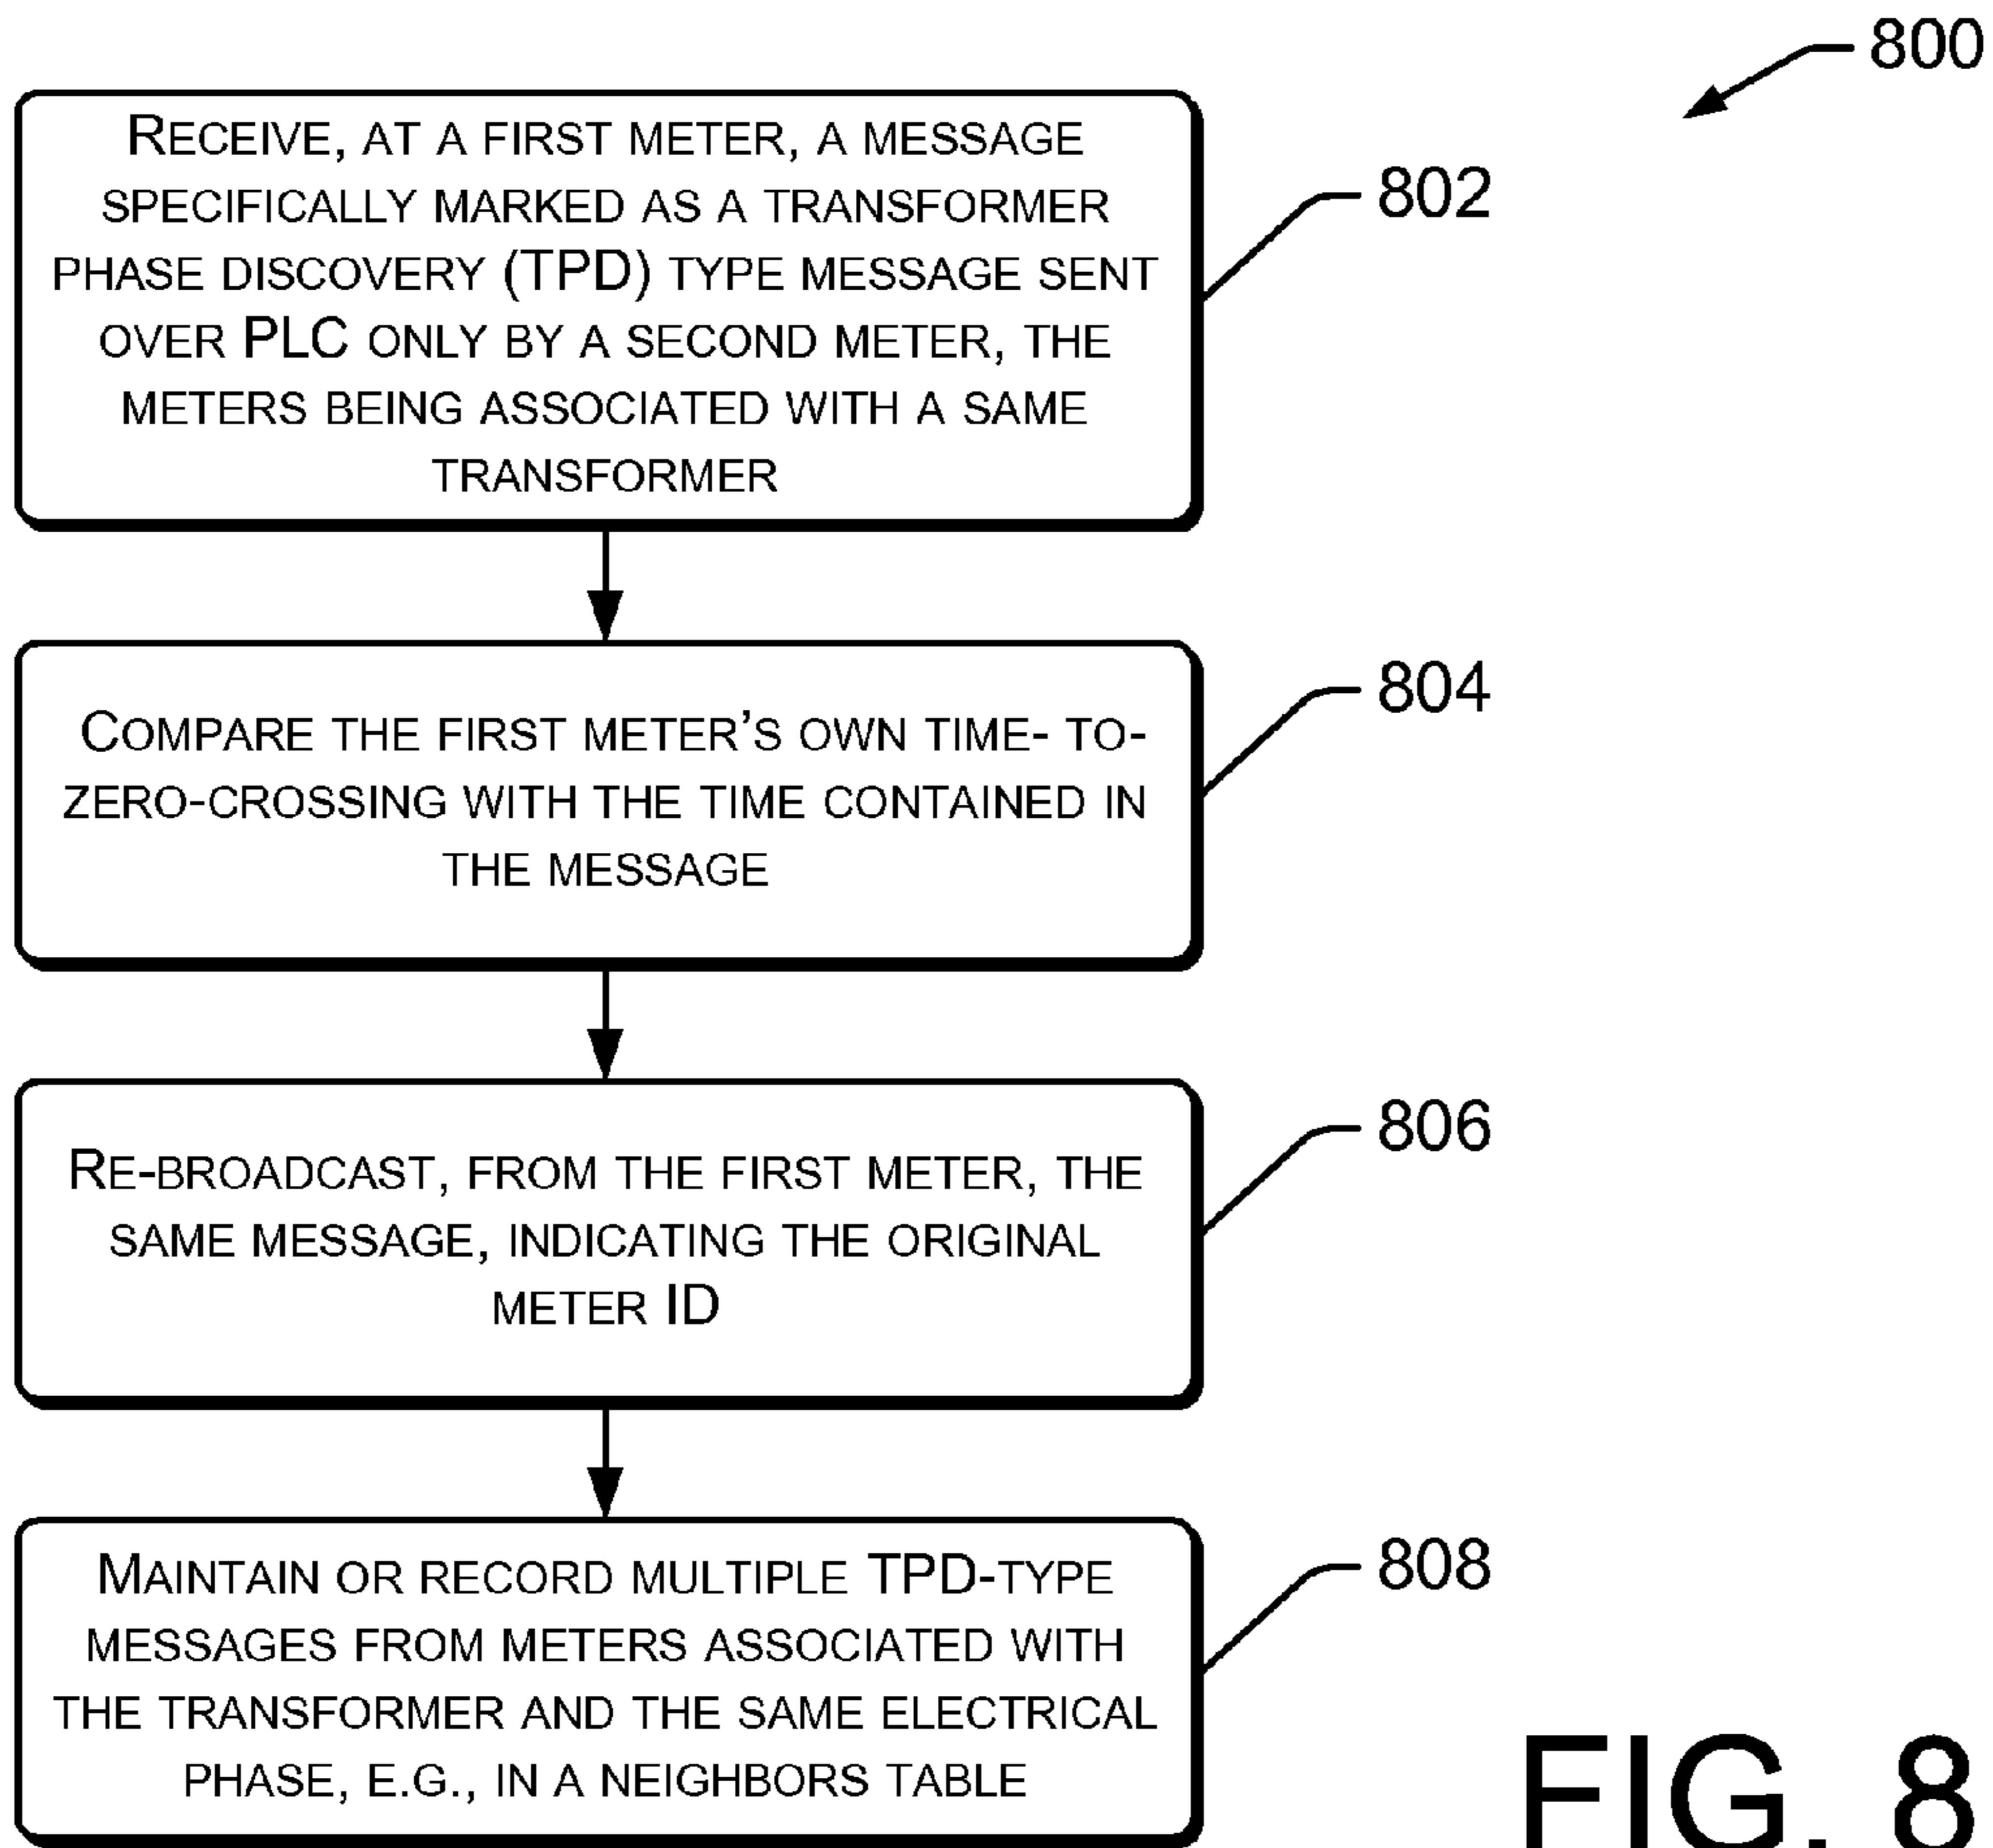 800
RECEIVE, AT A FIRST METER, A MESSAGE
SPECIFICALLY MARKED AS A TRANSFORMER
PHASE DISCOVERY (TPD) TYPE MESSAGE SENT
OVER PLC ONLY BY A SECOND METER, THE
METERS BEING ASSOCIATED WITH A SAME
TRANSFORMER
802
COMPARE THE FIRST METER’S OWN TIME- TO-
ZERO-CROSSING WITH THE TIME CONTAINED IN
THE MESSAGE
804
RE-BROADCAST, FROM THE FIRST METER, THE
SAME MESSAGE, INDICATING THE ORIGINAL
METER ID
806
MAINTAIN OR RECORD MULTIPLE TPD-TYPE
MESSAGES FROM METERS ASSOCIATED WITH
THE TRANSFORMER AND THE SAME ELECTRICAL
PHASE, E.G., IN A NEIGHBORS TABLE
808
FIG. 8